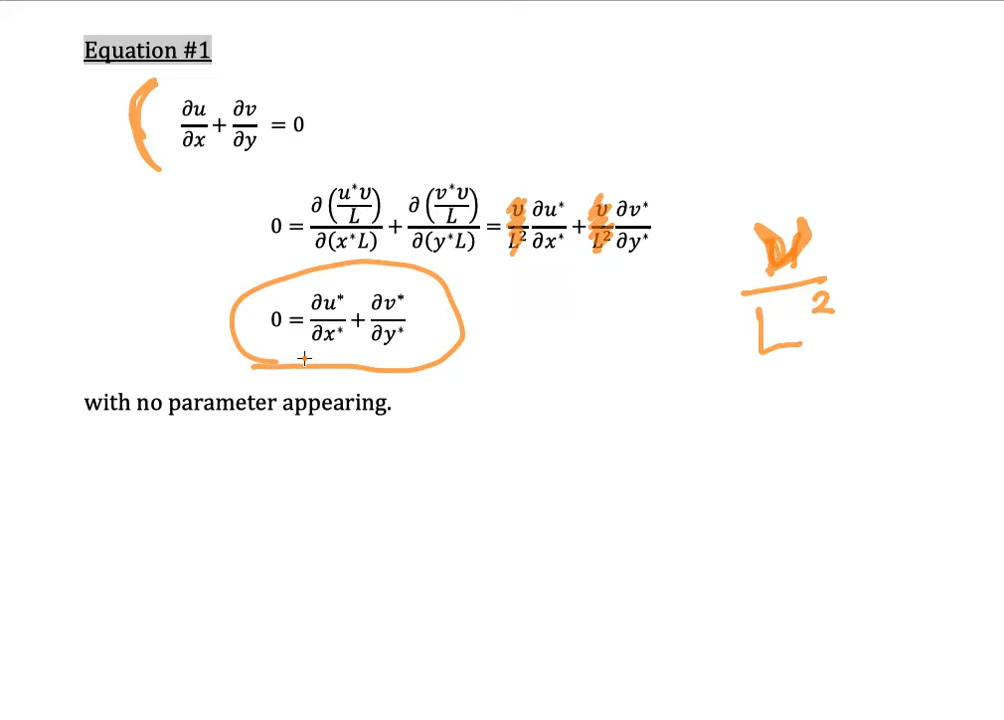 Equation #1
∂u/∂x + ∂v/∂y = 0
0 = ∂(u*υ/L)/∂(x*L) + ∂(v*υ/L)/∂(y*L) = υ/L² ∂u*/∂x* + υ/L² ∂v*/∂y*
υ/L²
0 = ∂u*/∂x* + ∂v*/∂y*
with no parameter appearing.